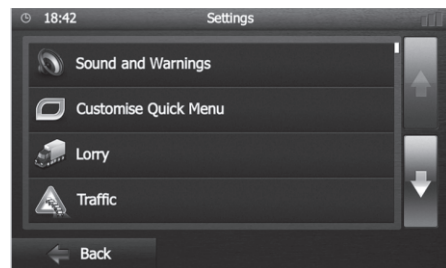 18:42 Settings
Sound and Warnings
Customise Quick Menu
Lorry
Traffic
Back